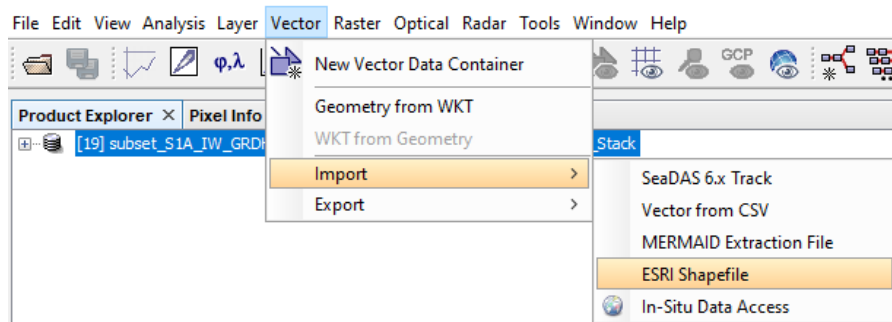 File Edit View Analysis Layer Vector Raster Optical Radar Tools Window Help
φ,λ
GCP
New Vector Data Container
Geometry from WKT
WKT from Geometry
Import
Export
Product Explorer × Pixel Info
[19] subset_S1A_IW_GRDH
_Stack
SeaDAS 6.x Track
Vector from CSV
MERMAID Extraction File
ESRI Shapefile
In-Situ Data Access